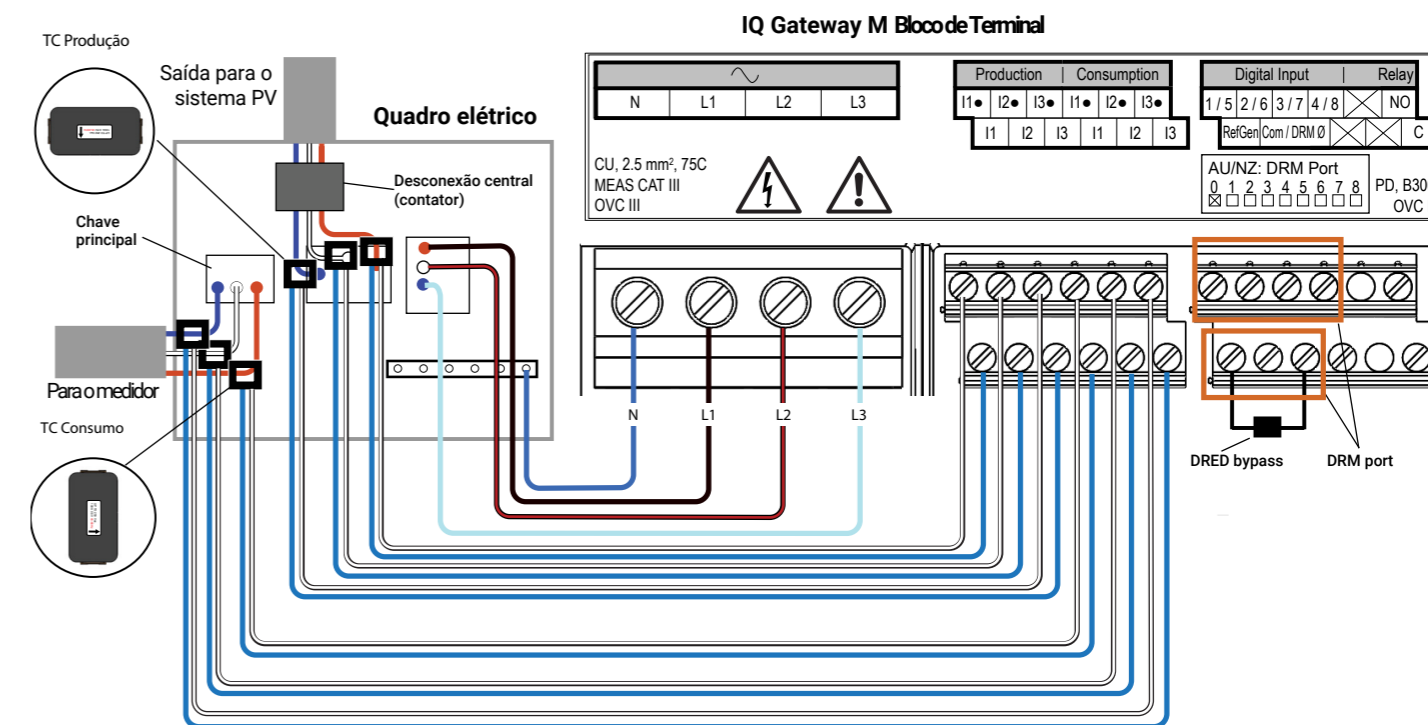 IQ Gateway M Bloco de Terminal
TC Produção
Saída para o
sistema PV
Quadro elétrico
Desconexão central
(contator)
Chave
principal
Para o medidor
TC Consumo
N L1 L2 L3
CU, 2.5 mm², 75C
MEAS CAT III
OVC III
Production | Consumption
I1● I2● I3● I1● I2● I3●
I1 I2 I3 I1 I2 I3
Digital Input | Relay
1 / 5 2 / 6 3 / 7 4 / 8 NO
RefGen Com / DRM Ø C
AU/NZ: DRM Port
0 1 2 3 4 5 6 7 8
PD, B30
OVC
N L1 L2 L3
DRED bypass
DRM port